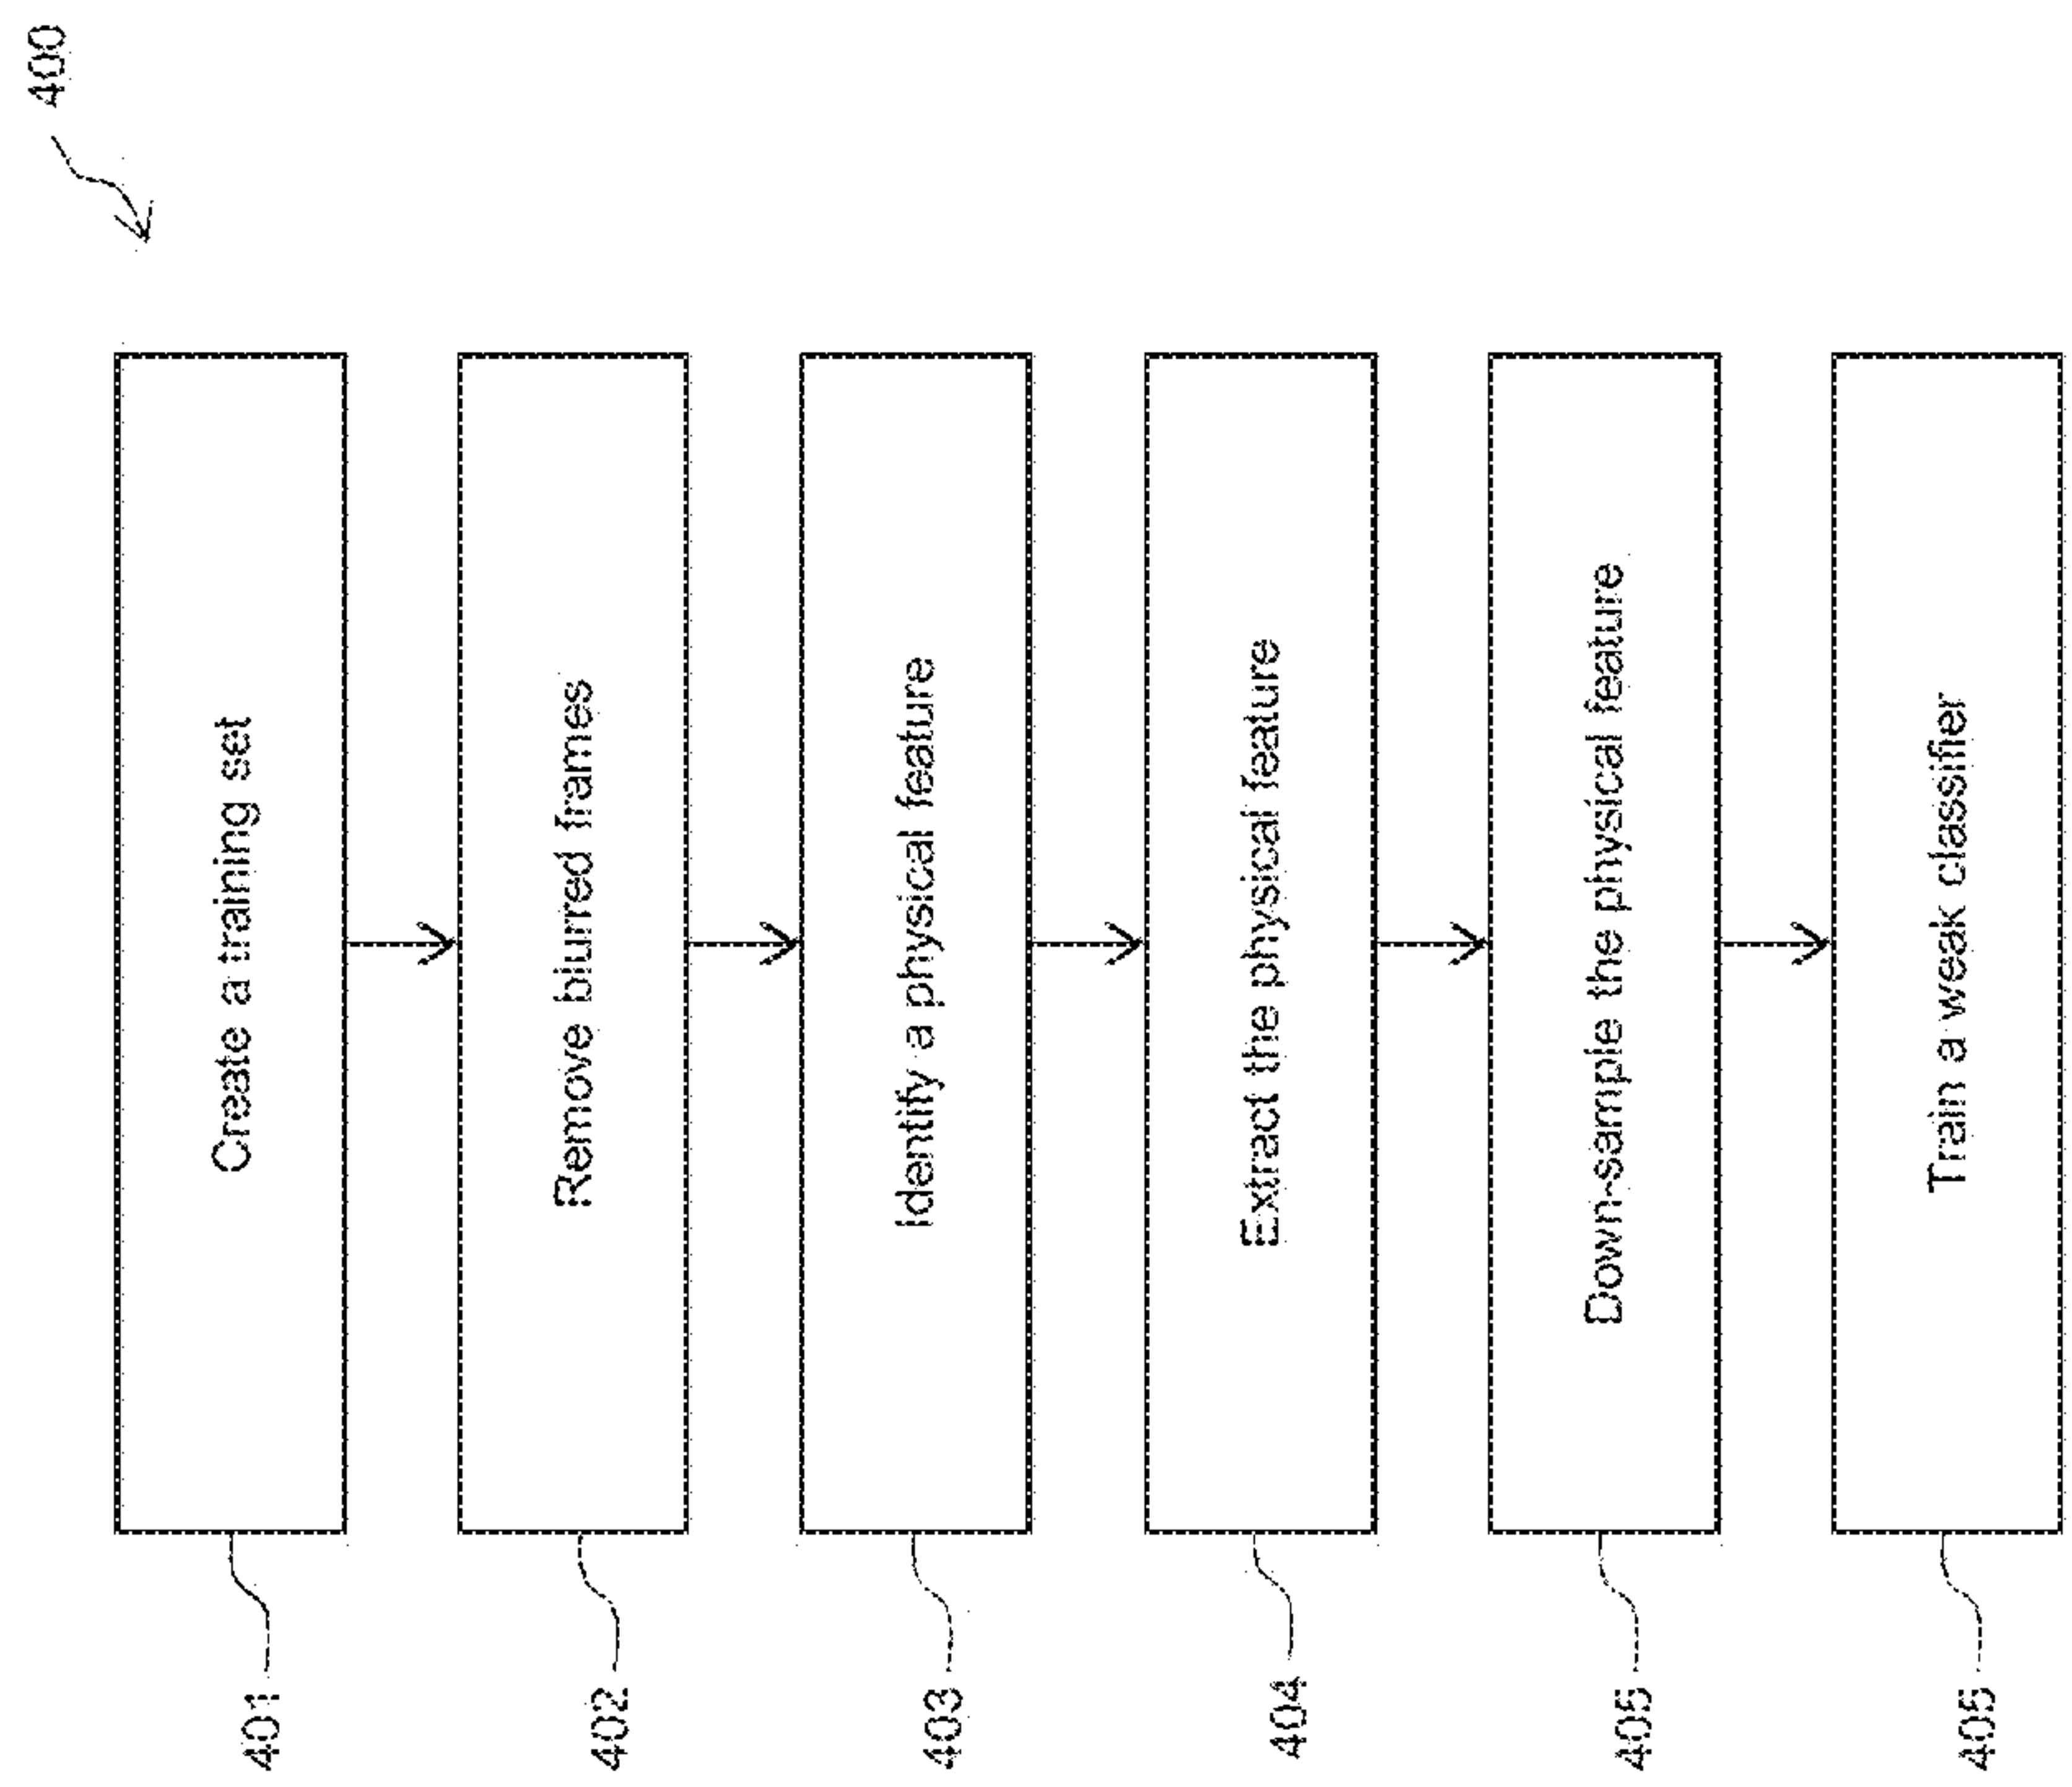 400
401
Create a training set
402
Remove blurred frames
403
Identify a physical feature
404
Extract the physical feature
405
Down-sample the physical feature
405
Train a weak classifier